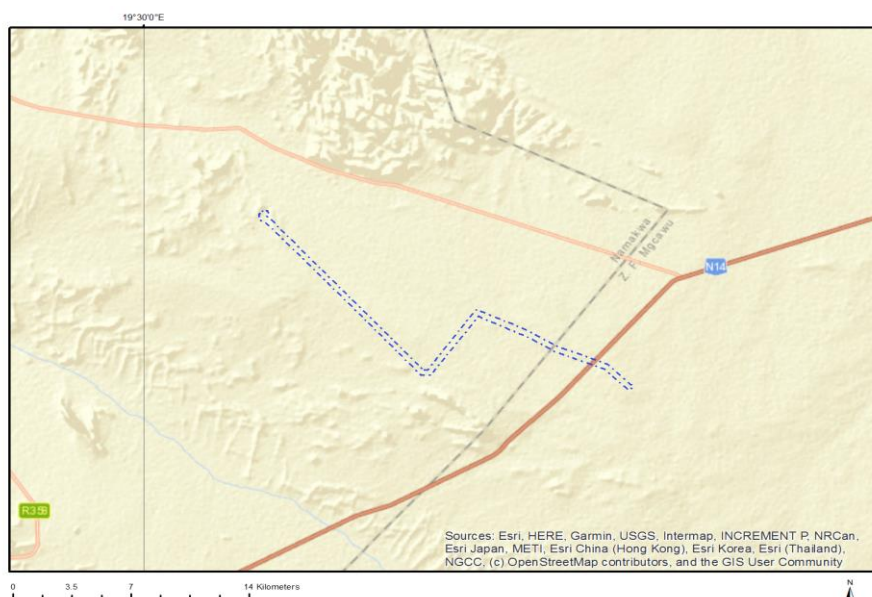 19°30'0"E
Namakwa
Z F Mgcawu
N14
R358
Sources: Esri, HERE, Garmin, USGS, Intermap, INCREMENT P, NRCan,
Esri Japan, METI, Esri China (Hong Kong), Esri Korea, Esri (Thailand),
NGCC, (c) OpenStreetMap contributors, and the GIS User Community
0 3.5 7 14 Kilometers
N